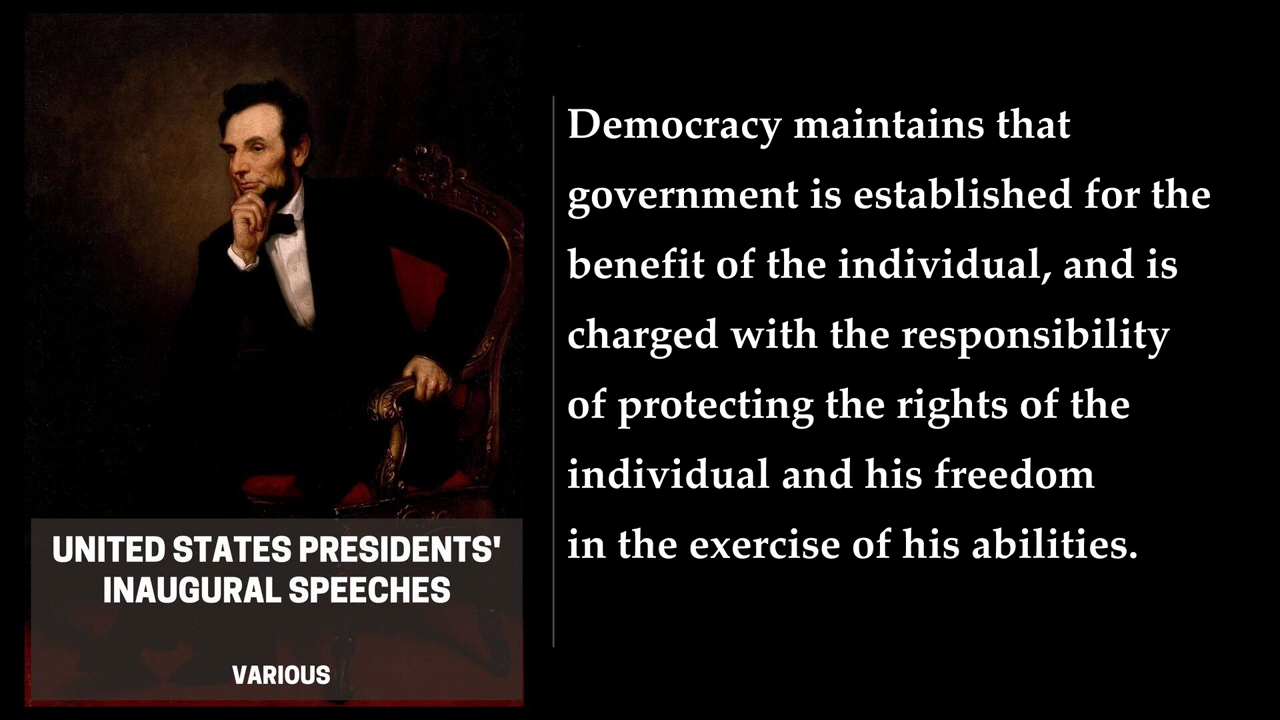 Democracy maintains that
government is established for the
benefit of the individual, and is
charged with the responsibility
of protecting the rights of the
individual and his freedom
in the exercise of his abilities.
UNITED STATES PRESIDENTS'
INAUGURAL SPEECHES
VARIOUS